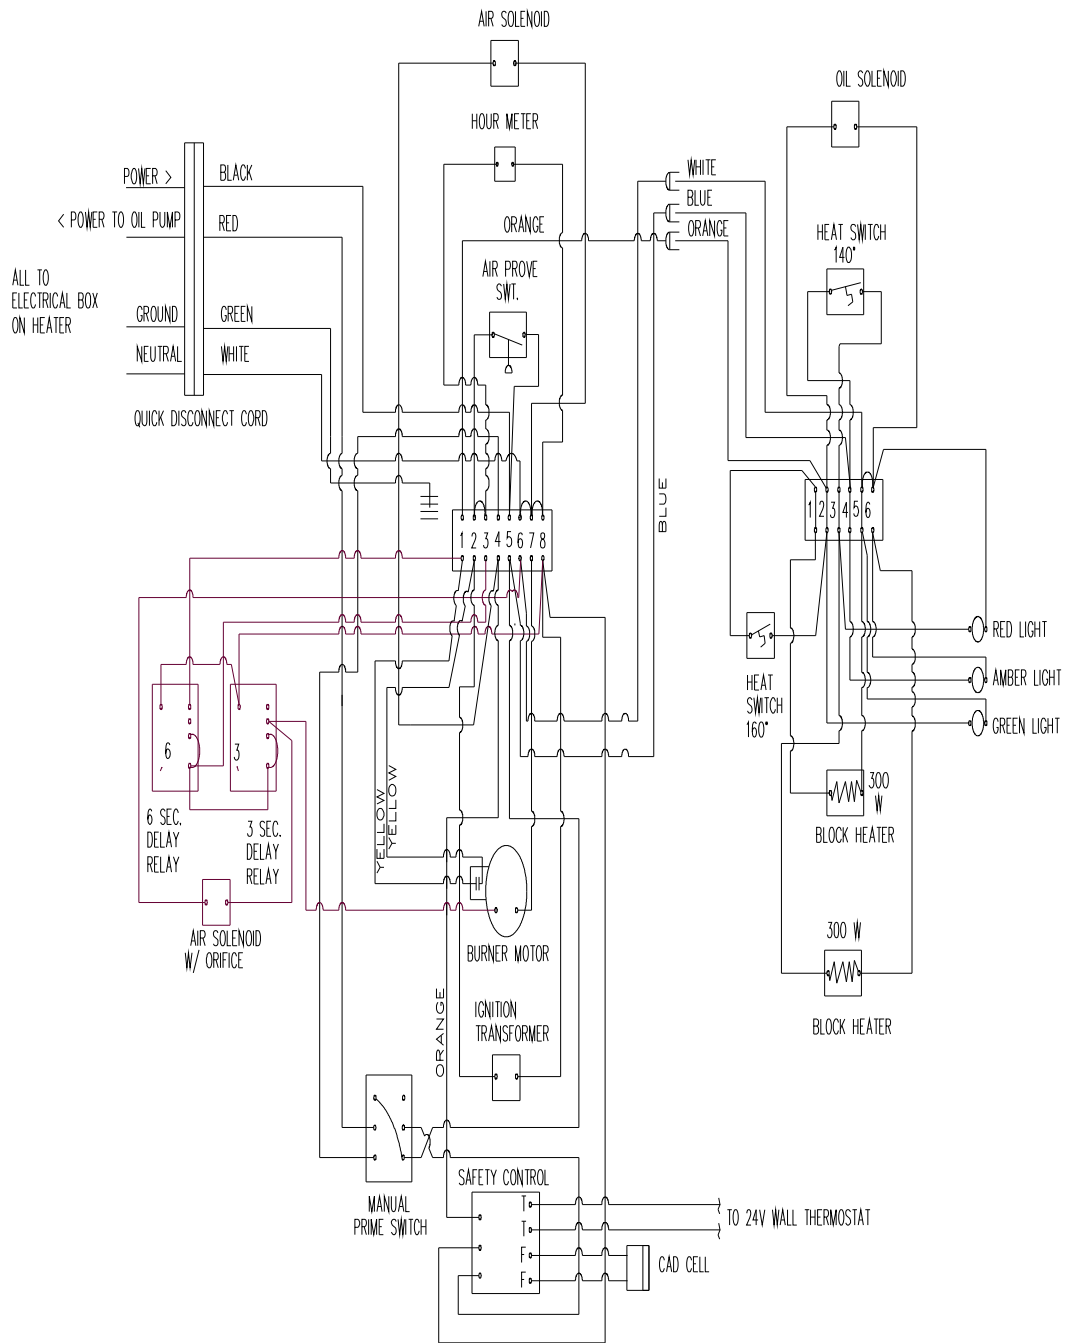 AIR SOLENOID
OIL SOLENOID
HOUR METER
POWER >
BLACK
WHITE
BLUE
< POWER TO OIL PUMP
RED
ORANGE
ORANGE
HEAT SWITCH
140°
AIR PROVE
SWT.
ALL TO
ELECTRICAL BOX
ON HEATER
GROUND
GREEN
NEUTRAL
WHITE
QUICK DISCONNECT CORD
BLUE
1 2 3 4 5 6
1 2 3 4 5 6 7 8
RED LIGHT
AMBER LIGHT
GREEN LIGHT
HEAT
SWITCH
160°
6
3
300
W
BLOCK HEATER
YELLOW
YELLOW
6 SEC.
DELAY
RELAY
3 SEC.
DELAY
RELAY
AIR SOLENOID
W/ ORIFICE
BURNER MOTOR
300 W
BLOCK HEATER
ORANGE
IGNITION
TRANSFORMER
MANUAL
PRIME SWITCH
SAFETY CONTROL
T
T
F
F
TO 24V WALL THERMOSTAT
CAD CELL